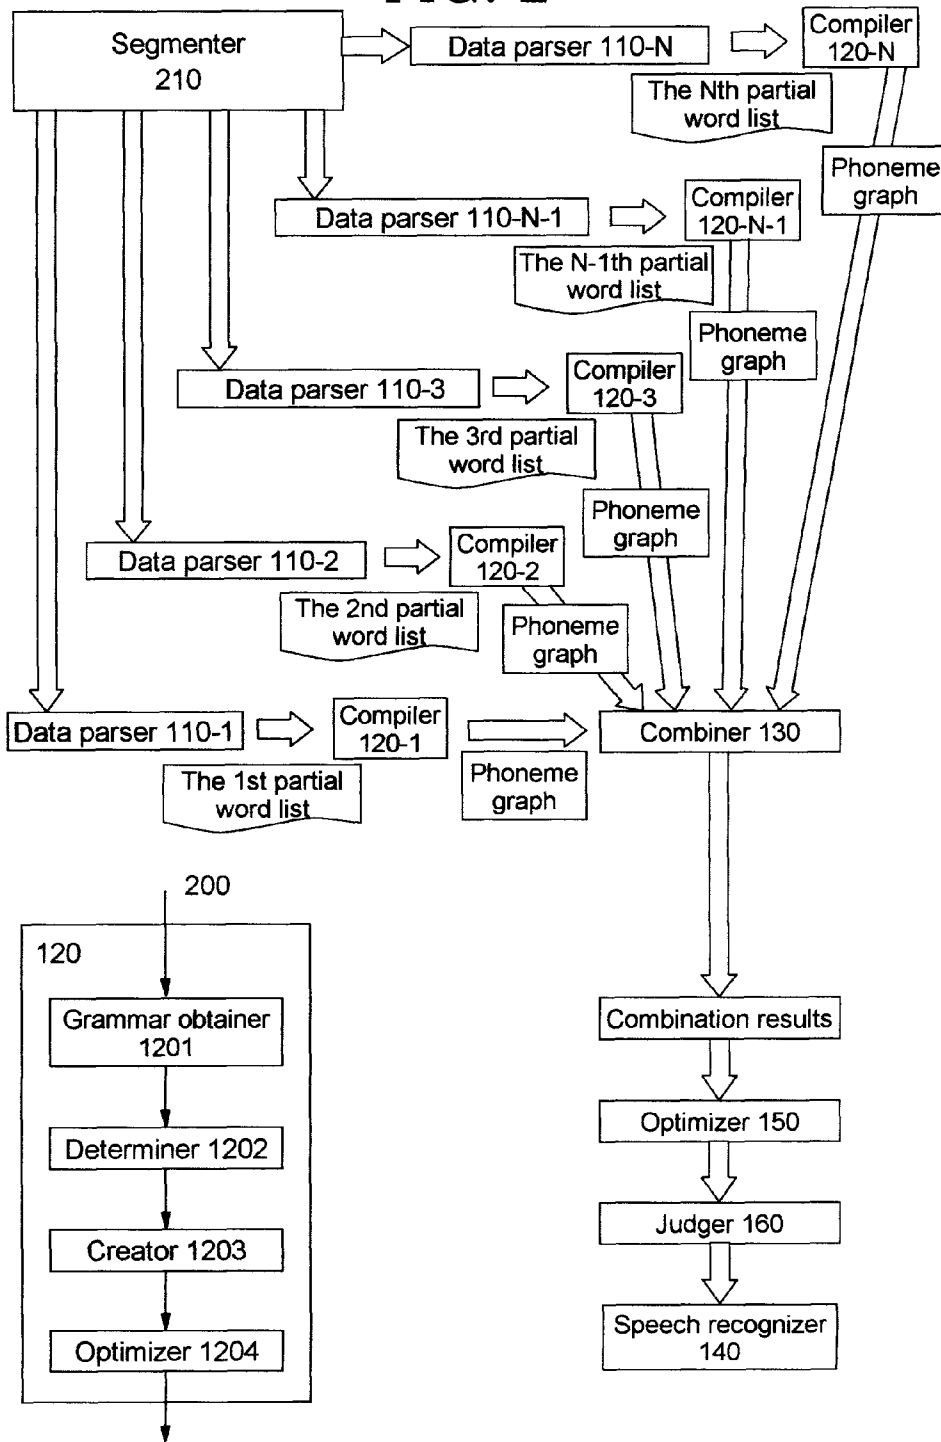 Segmenter
210
Data parser 110-N
Compiler
120-N
The Nth partial
word list
Phoneme
graph
Data parser 110-N-1
Compiler
120-N-1
The N-1th partial
word list
Phoneme
graph
Data parser 110-3
Compiler
120-3
The 3rd partial
word list
Phoneme
graph
Data parser 110-2
Compiler
120-2
The 2nd partial
word list
Phoneme
graph
Data parser 110-1
Compiler
120-1
Combiner 130
The 1st partial
word list
Phoneme
graph
200
120
Grammar obtainer
1201
Determiner 1202
Creator 1203
Optimizer 1204
Combination results
Optimizer 150
Judger 160
Speech recognizer
140